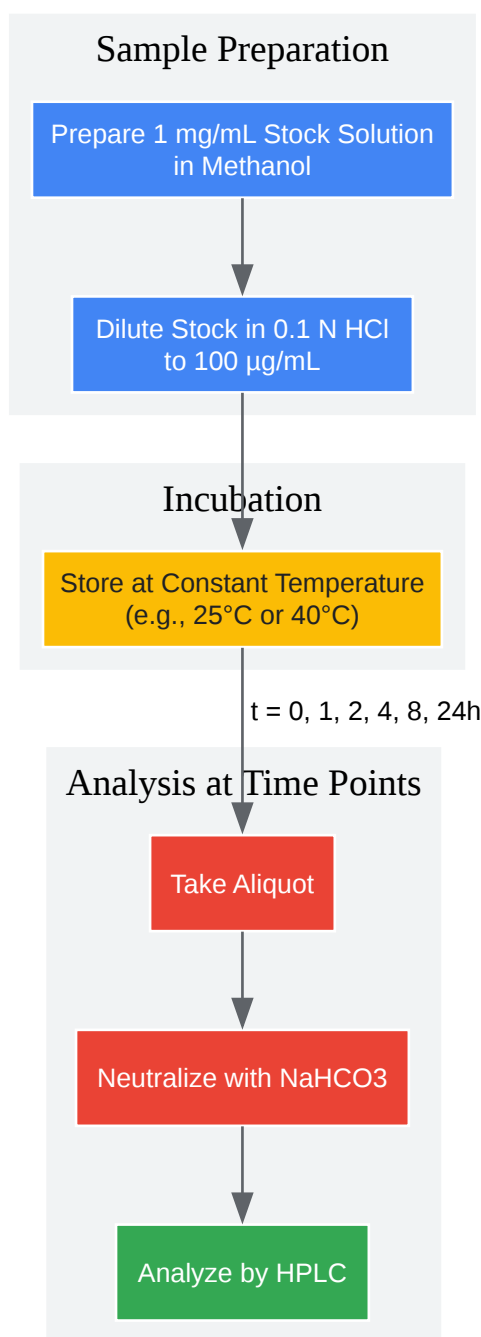 Sample Preparation
Prepare 1 mg/mL Stock Solution
in Methanol
Dilute Stock in 0.1 N HCl
to 100 µg/mL
Incubation
Store at Constant Temperature
(e.g., 25°C or 40°C)
t = 0, 1, 2, 4, 8, 24h
Analysis at Time Points
Take Aliquot
Neutralize with NaHCO3
Analyze by HPLC